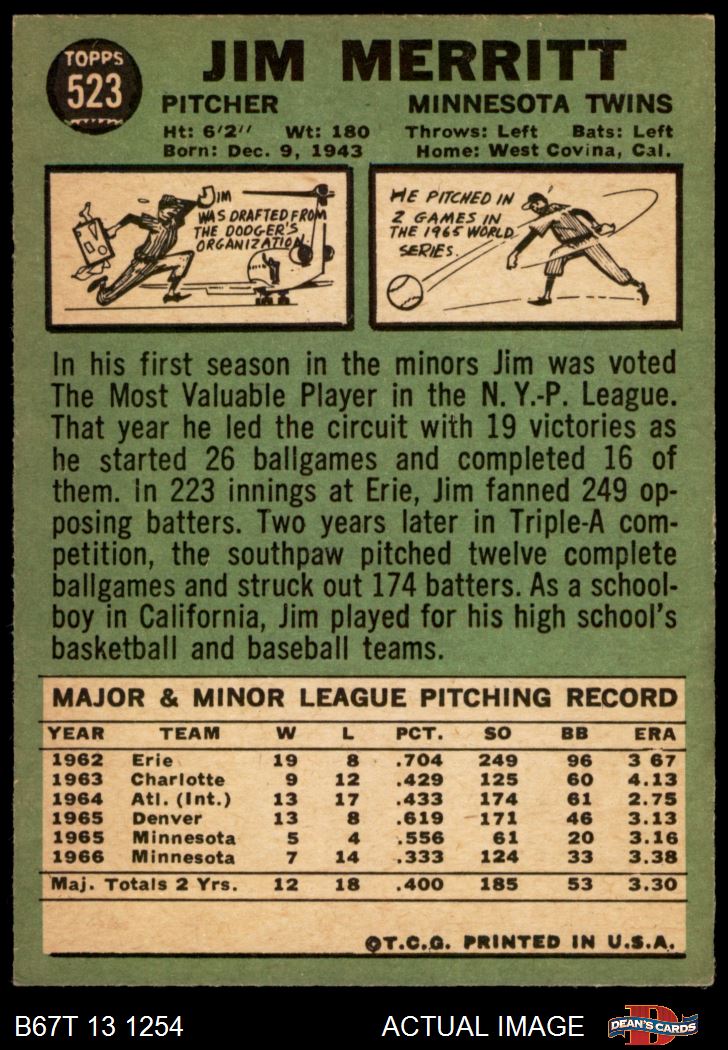 TOPPS
523
JIM MERRITT
PITCHER MINNESOTA TWINS
Ht: 6'2" Wt: 180 Throws: Left Bats: Left
Born: Dec. 9, 1943 Home: West Covina, Cal.
JIM
WAS DRAFTED FROM
THE DODGER'S
ORGANIZATION
HE PITCHED IN
2 GAMES IN
THE 1965 WORLD
SERIES.
In his first season in the minors Jim was voted
The Most Valuable Player in the N. Y.-P. League.
That year he led the circuit with 19 victories as
he started 26 ballgames and completed 16 of
them. In 223 innings at Erie, Jim fanned 249 op-
posing batters. Two years later in Triple-A com-
petition, the southpaw pitched twelve complete
ballgames and struck out 174 batters. As a school-
boy in California, Jim played for his high school's
basketball and baseball teams.
MAJOR & MINOR LEAGUE PITCHING RECORD
YEAR TEAM W L PCT. SO BB ERA
1962 Erie 19 8 .704 249 96 3 67
1963 Charlotte 9 12 .429 125 60 4.13
1964 Atl. (Int.) 13 17 .433 174 61 2.75
1965 Denver 13 8 .619 171 46 3.13
1965 Minnesota 5 4 .556 61 20 3.16
1966 Minnesota 7 14 .333 124 33 3.38
Maj. Totals 2 Yrs. 12 18 .400 185 53 3.30
©T.C.G. PRINTED IN U.S.A.
B67T 13 1254 ACTUAL IMAGE DEAN'S CARDS